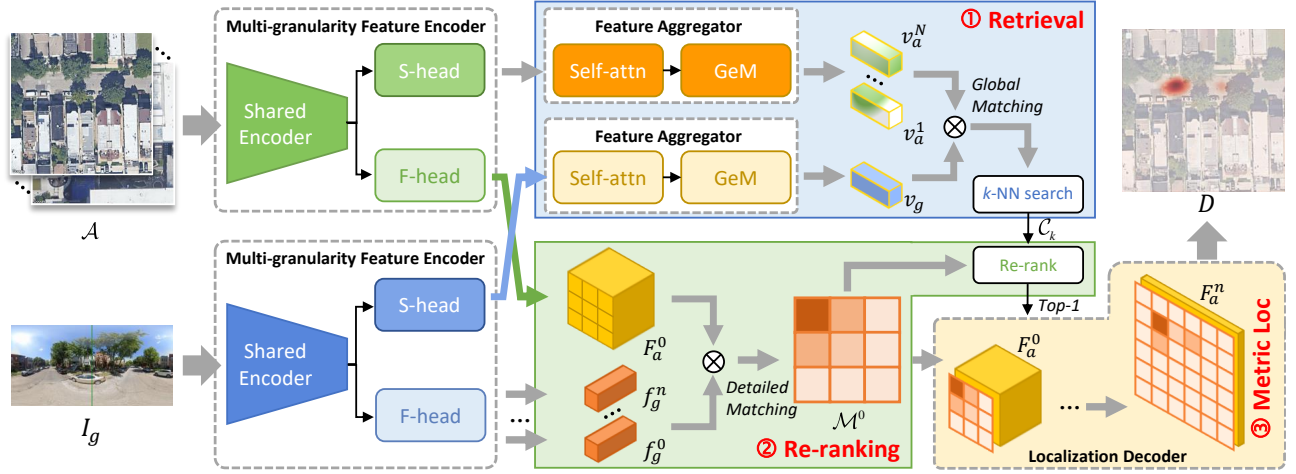 Multi-granularity Feature Encoder
Shared
Encoder
S-head
F-head
𝒜
Feature Aggregator
Self-attn
GeM
Feature Aggregator
Self-attn
GeM
① Retrieval
v_a^N
...
v_a^1
v_g
Global
Matching
k-NN search
C_k
D
Multi-granularity Feature Encoder
Shared
Encoder
S-head
F-head
I_g
...
F_a^0
f_g^n
...
f_g^0
Detailed
Matching
M^0
② Re-ranking
Re-rank
Top-1
F_a^0
...
F_a^n
③ Metric Loc
Localization Decoder